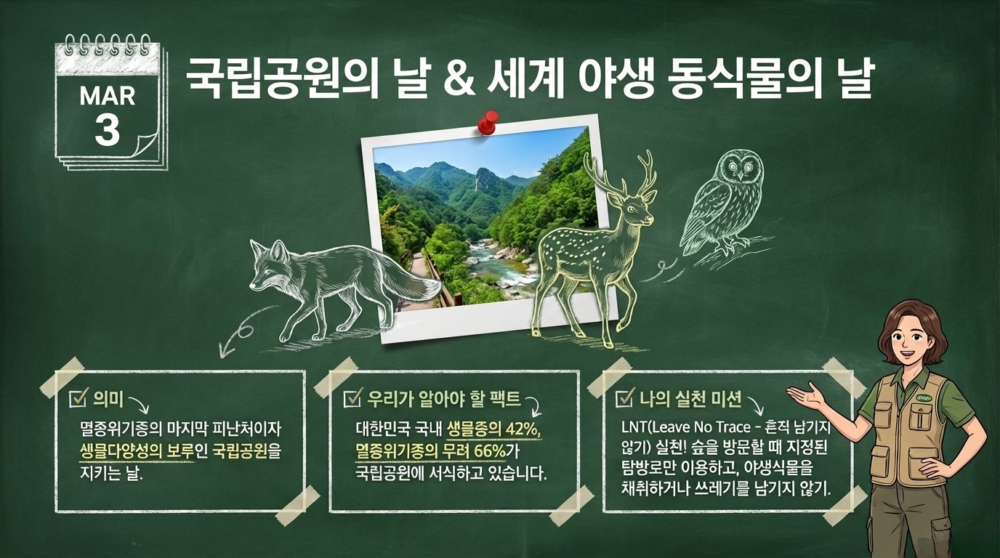 MAR
3
국립공원의 날 & 세계 야생 동식물의 날
의미
멸종위기종의 마지막 피난처이자
생물다양성의 보루인 국립공원을
지키는 날.
우리가 알아야 할 팩트
대한민국 국내 생물종의 42%,
멸종위기종의 무려 66%가
국립공원에 서식하고 있습니다.
나의 실천 미션
LNT(Leave No Trace - 흔적 남기지
않기) 실천! 숲을 방문할 때 지정된
탐방로만 이용하고, 야생식물을
채취하거나 쓰레기를 남기지 않기.